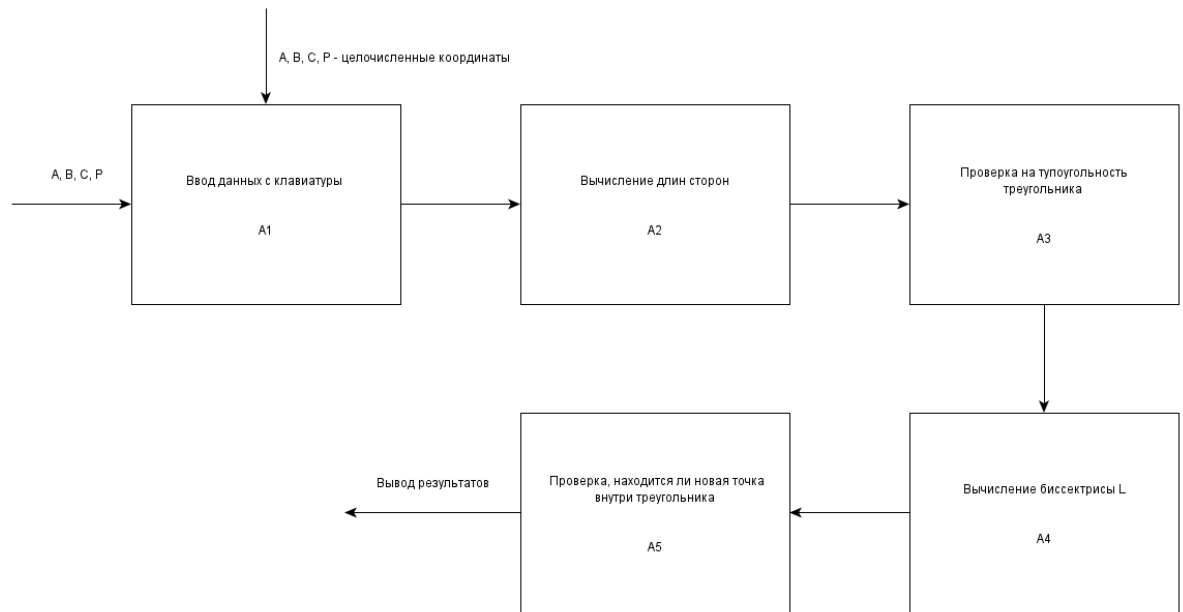 A, B, C, P - целочисленные координаты
A, B, C, P
Ввод данных с клавиатуры
A1
Вычисление длин сторон
A2
Проверка на тупоугольность
треугольника
A3
Вычисление биссектрисы L
A4
Проверка, находится ли новая точка
внутри треугольника
A5
Вывод результатов